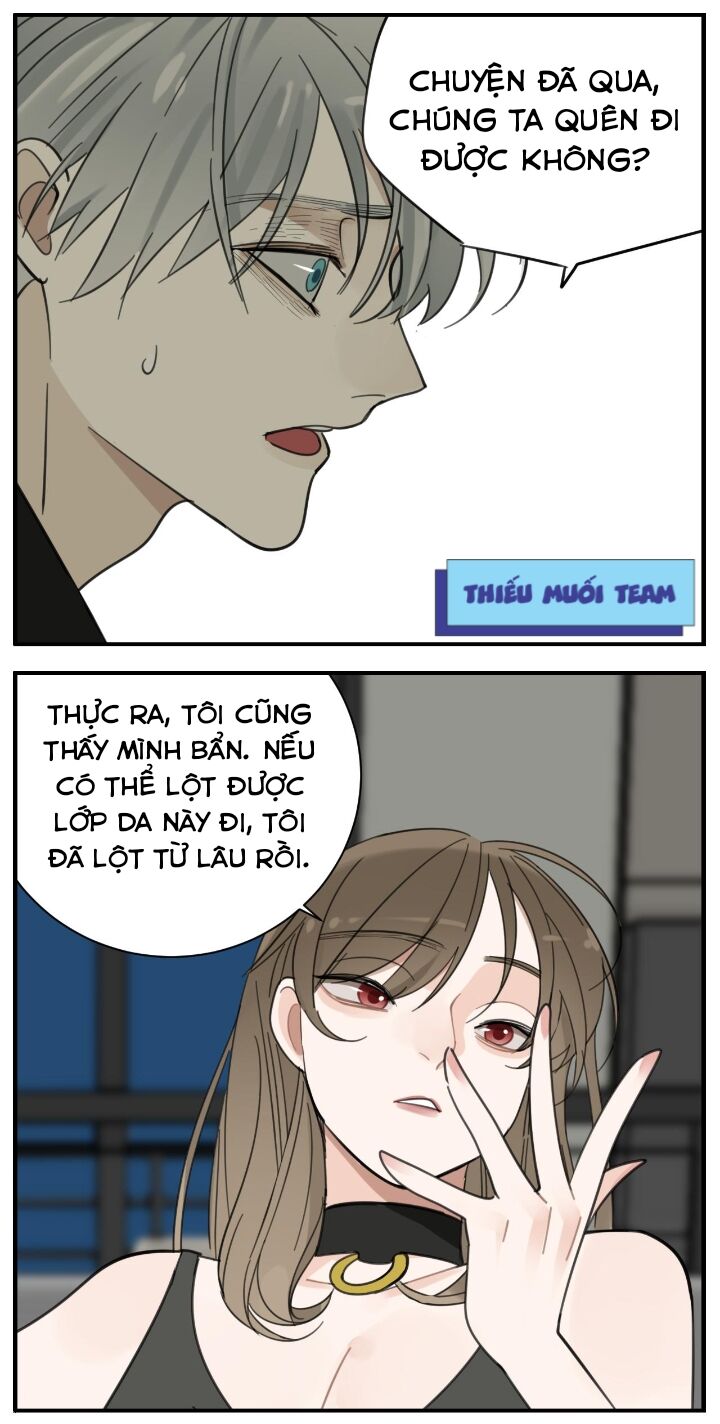 CHUYỆN ĐÃ QUA,
CHÚNG TA QUÊN ĐI
ĐƯỢC KHÔNG?
THIẾU MUỐI TEAM
THỰC RA, TÔI CŨNG
THẤY MÌNH BẨN. NẾU
CÓ THỂ LỘT ĐƯỢC
LỚP DA NÀY ĐI, TÔI
ĐÃ LỘT TỪ LÂU RỒI.